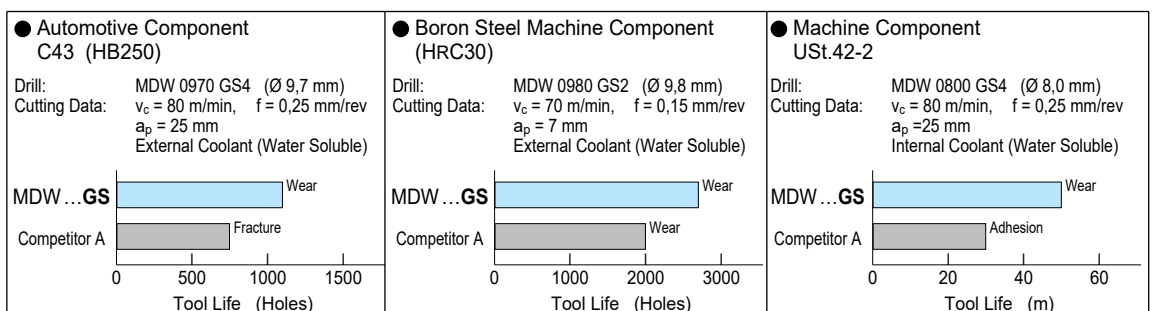 ● Automotive Component
C43 (HB250)
Drill: MDW 0970 GS4 (Ø 9,7 mm)
Cutting Data: vc = 80 m/min, f = 0,25 mm/rev
ap = 25 mm
External Coolant (Water Soluble)
MDW ... GS
Wear
Competitor A
Fracture
0 500 1000 1500
Tool Life (Holes)
● Boron Steel Machine Component
(HRC30)
Drill: MDW 0980 GS2 (Ø 9,8 mm)
Cutting Data: vc = 70 m/min, f = 0,15 mm/rev
ap = 7 mm
External Coolant (Water Soluble)
MDW ... GS
Wear
Competitor A
Wear
0 1000 2000 3000
Tool Life (Holes)
● Machine Component
USt.42-2
Drill: MDW 0800 GS4 (Ø 8,0 mm)
Cutting Data: vc = 80 m/min, f = 0,25 mm/rev
ap =25 mm
Internal Coolant (Water Soluble)
MDW ... GS
Wear
Competitor A
Adhesion
0 20 40 60
Tool Life (m)